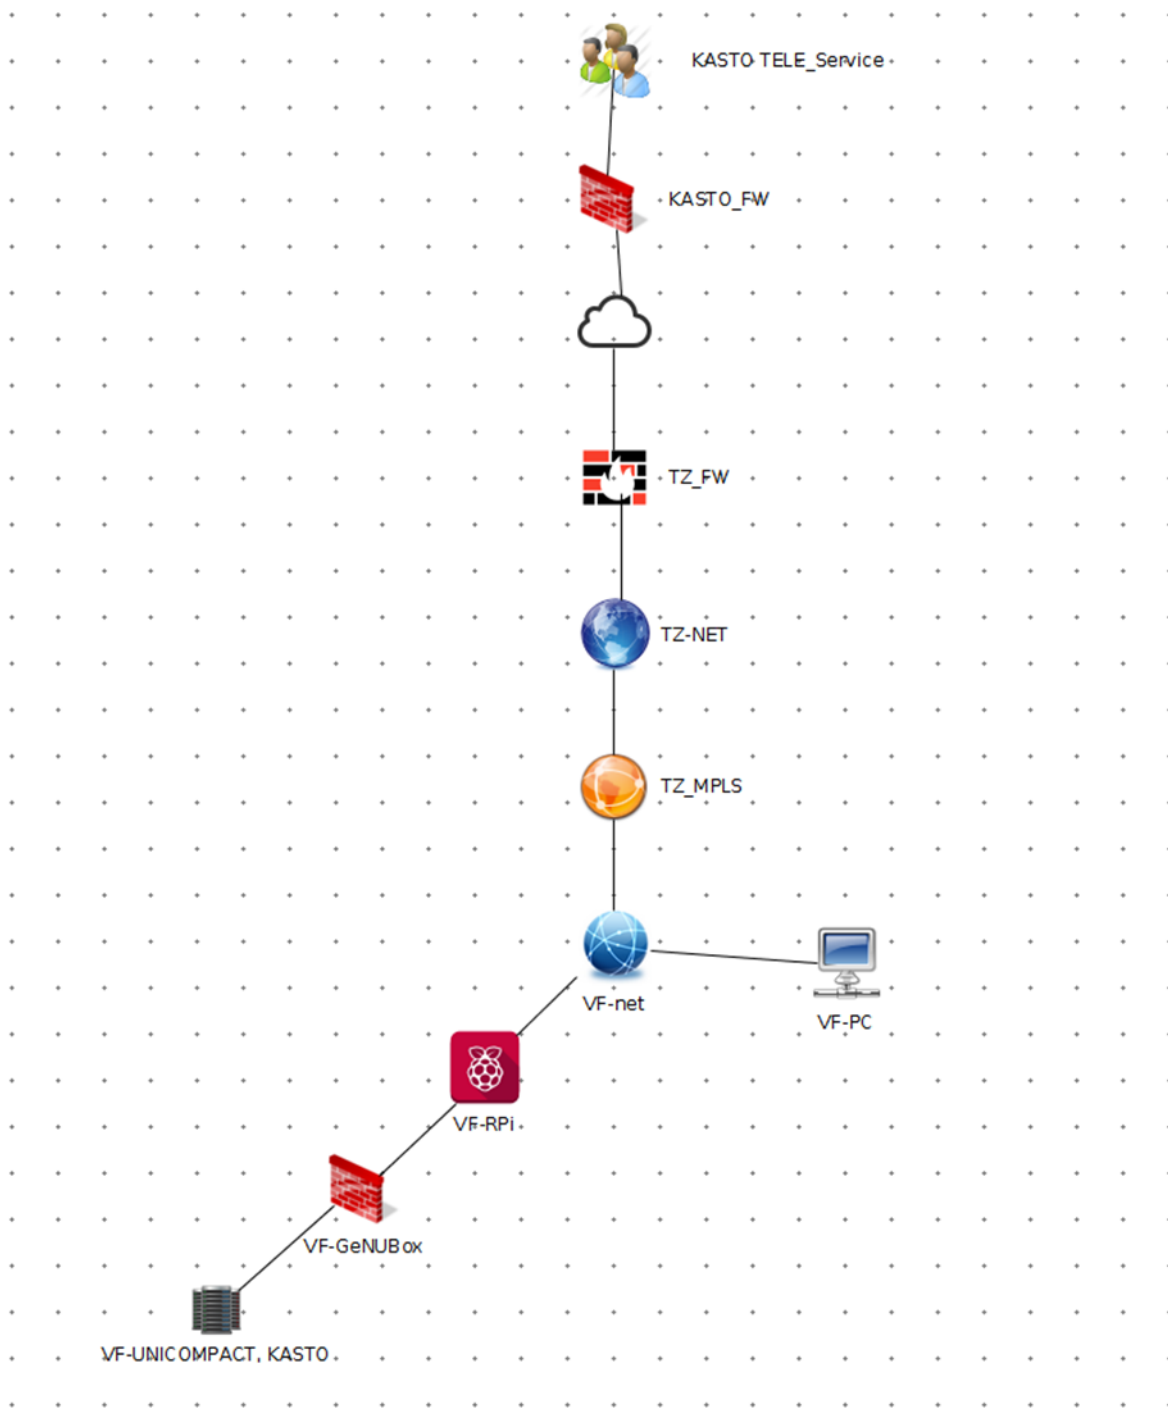 KASTO TELE_Service
KASTO_FW
TZ_FW
TZ-NET
TZ_MPLS
VF-net
VF-PC
VF-RPi
VF-GeNUBox
VF-UNICOMPACT, KASTO